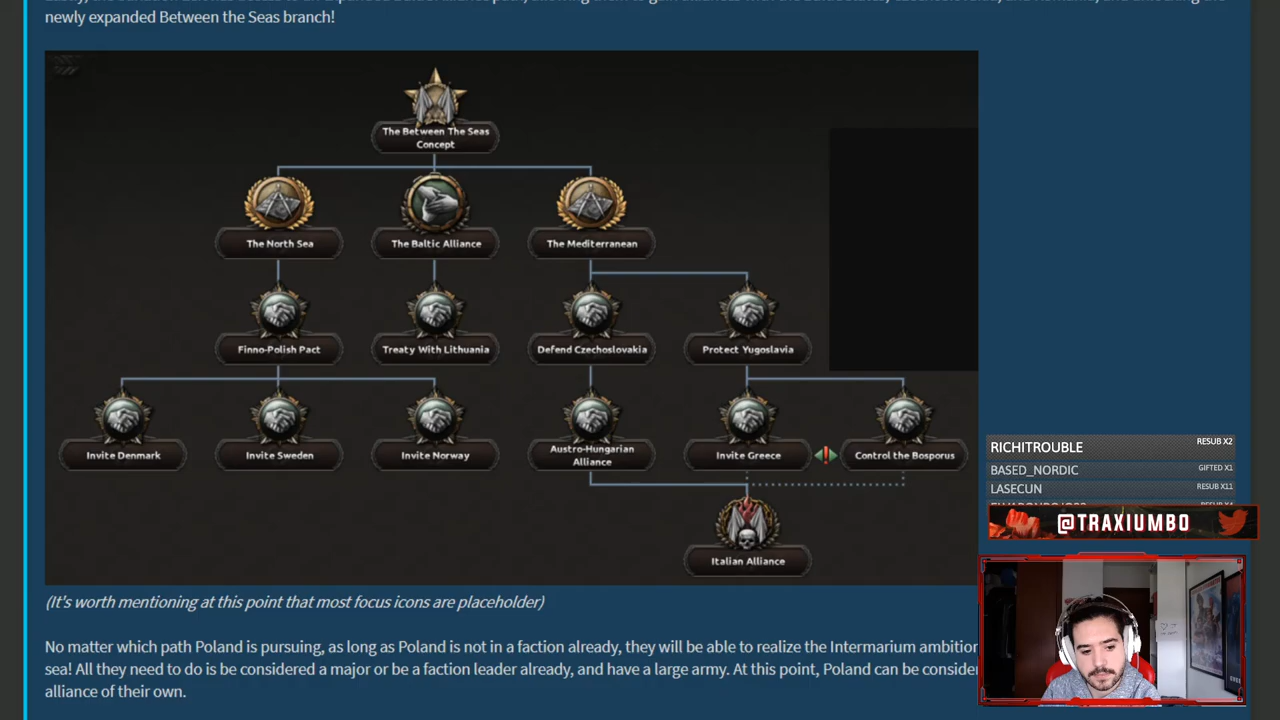 newly expanded Between the Seas branch!
The Between The Seas
Concept
The North Sea
The Baltic Alliance
The Mediterranean
Finno-Polish Pact
Treaty With Lithuania
Defend Czechoslovakia
Protect Yugoslavia
Invite Denmark
Invite Sweden
Invite Norway
Austro-Hungarian
Alliance
Invite Greece
Control the Bosporus
Italian Alliance
(It's worth mentioning at this point that most focus icons are placeholder)
No matter which path Poland is pursuing, as long as Poland is not in a faction already, they will be able to realize the Intermarium ambition
sea! All they need to do is be considered a major or be a faction leader already, and have a large army. At this point, Poland can be conside
alliance of their own.
RICHITROUBLE RESUB X2
BASED_NORDIC GIFTED X1
LASECUN RESUB X11
@TRAXIUMBO